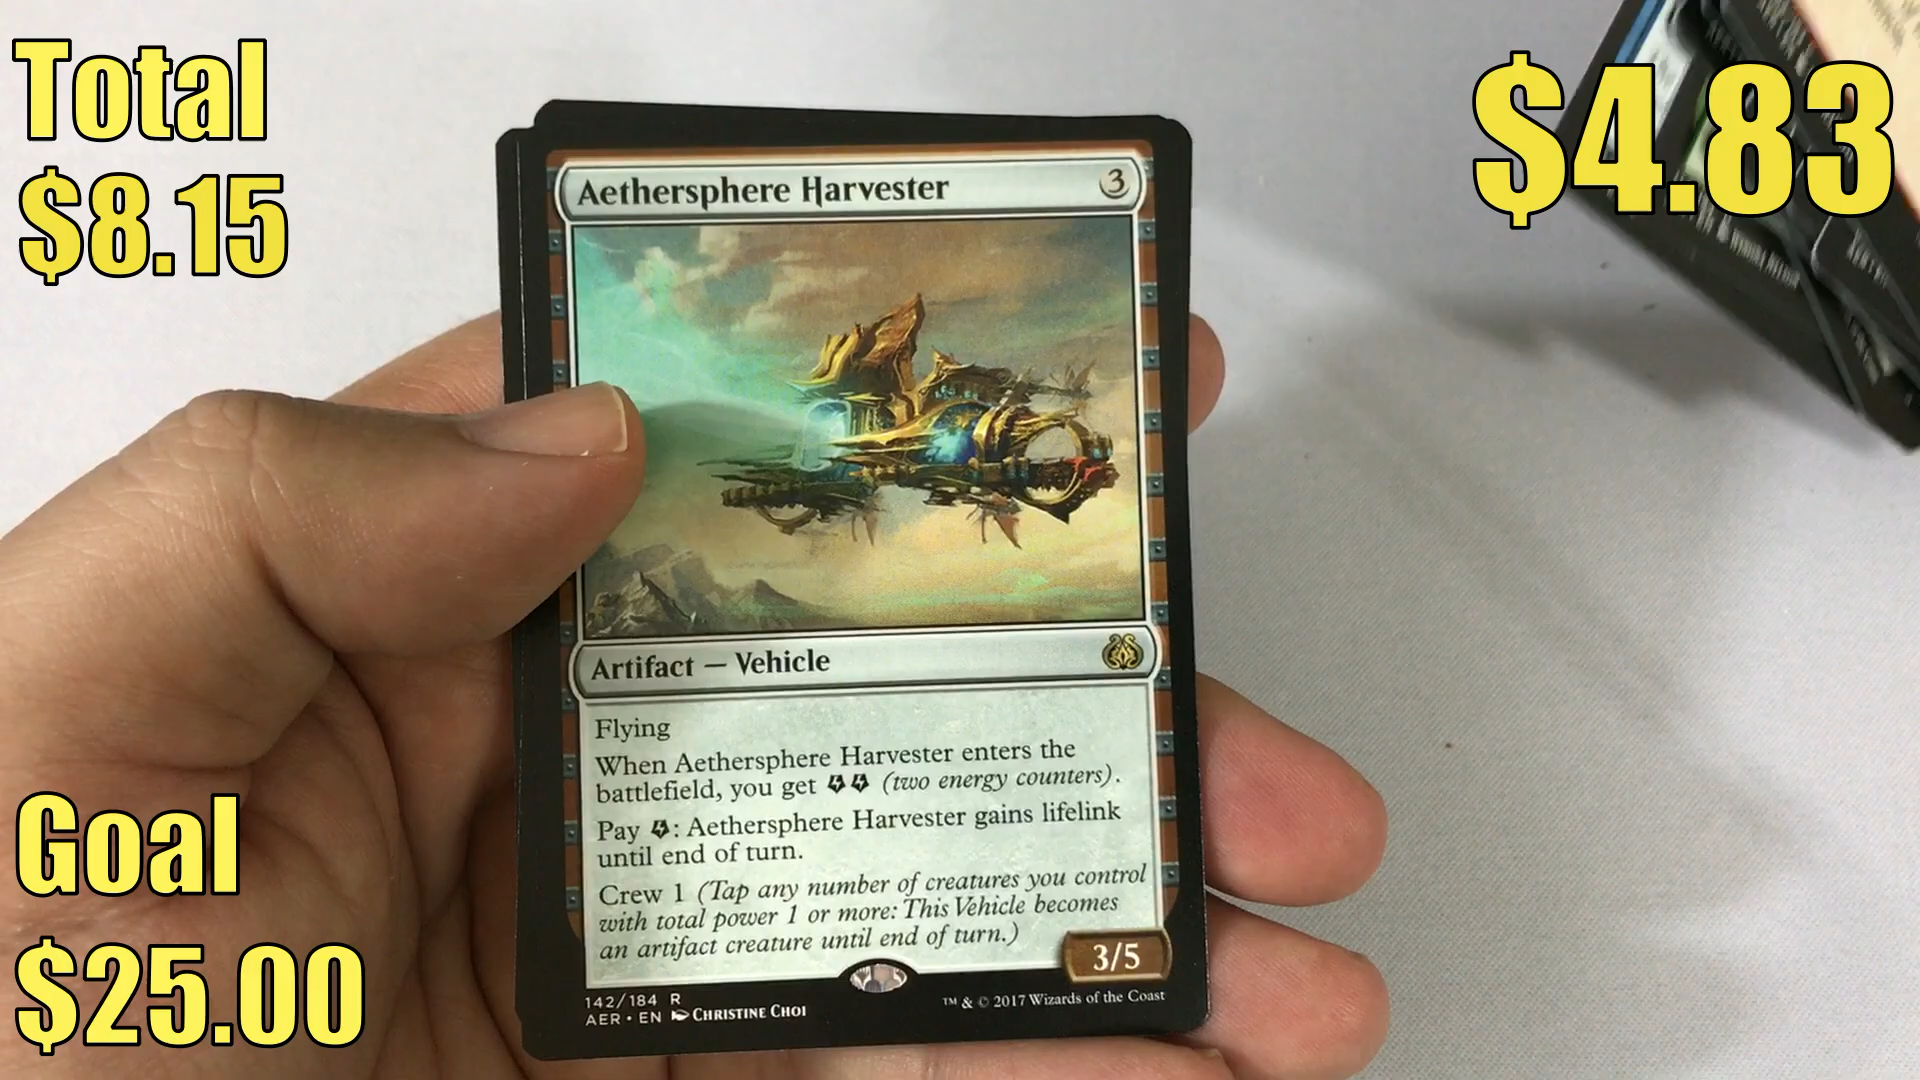 Total
$8.15
$4.83
Aethersphere Harvester 3
Artifact — Vehicle
Flying
When Aethersphere Harvester enters the
battlefield, you get (two energy counters).
Pay : Aethersphere Harvester gains lifelink
until end of turn.
Crew 1 (Tap any number of creatures you control
with total power 1 or more: This Vehicle becomes
an artifact creature until end of turn.)
3/5
142/184 R
AER • EN CHRISTINE CHOI
™ & © 2017 Wizards of the Coast
Goal
$25.00